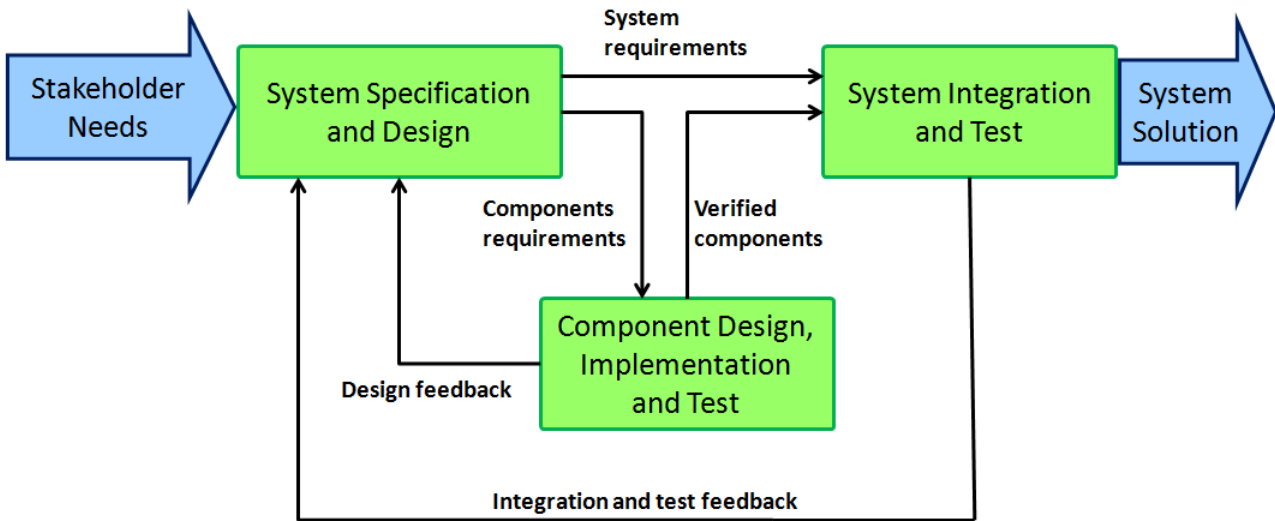 System
requirements
Stakeholder
Needs
System Specification
and Design
System Integration
and Test
System
Solution
Components
requirements
Verified
components
Component Design,
Implementation
and Test
Design feedback
Integration and test feedback